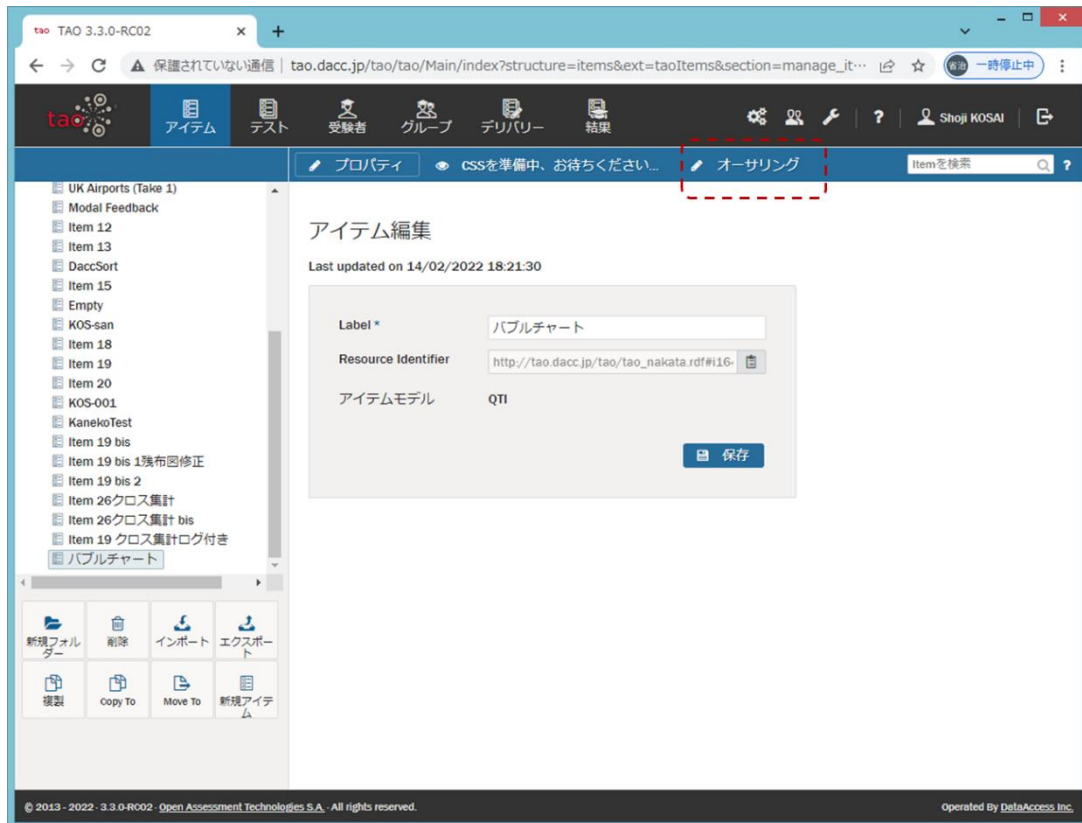 tao TAO 3.3.0-RC02
保護されていない通信 | tao.dacc.jp/tao/tao/Main/index?structure=items&ext=taoItems&section=manage_it…
一時停止中
tao
アイテム テスト 受験者 グループ デリバリー 結果
? Shoji KOSAI
プロパティ CSSを準備中、お待ちください... オーサリング Itemを検索 ?
UK Airports (Take 1)
Modal Feedback
Item 12
Item 13
DaccSort
Item 15
Empty
KOS-san
Item 18
Item 19
Item 20
KOS-001
KanekoTest
Item 19 bis
Item 19 bis 1残布図修正
Item 19 bis 2
Item 26クロス集計
Item 26クロス集計 bis
Item 19 クロス集計ログ付き
バブルチャート
新規フォルダー
削除
インポート
エクスポート
複製
Copy To
Move To
新規アイテム
アイテム編集
Last updated on 14/02/2022 18:21:30
Label * バブルチャート
Resource Identifier http://tao.dacc.jp/tao/tao_nakata.rdf#i16-
アイテムモデル QTI
保存
© 2013 - 2022 · 3.3.0-RC02 · Open Assessment Technologies S.A. · All rights reserved. Operated By DataAccess Inc.